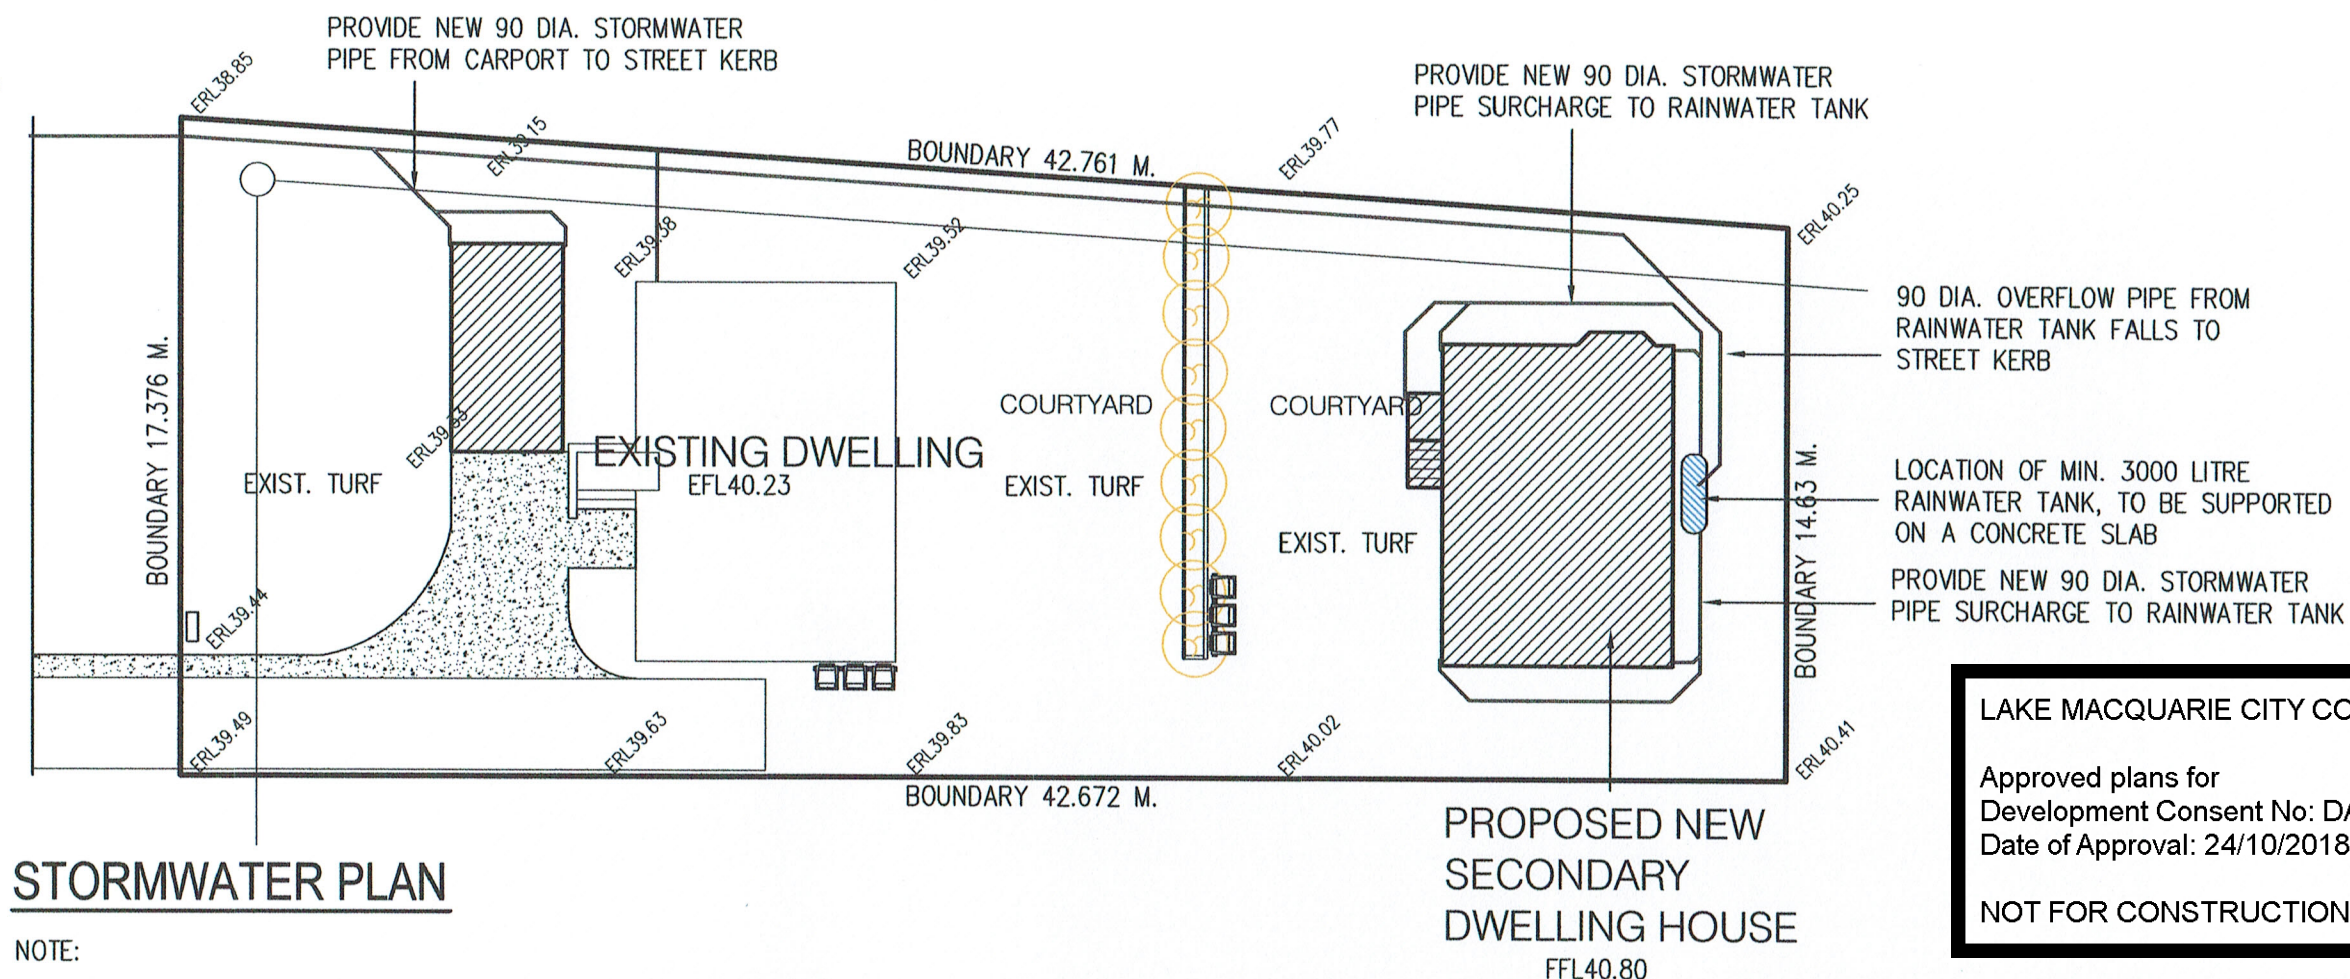 PROVIDE NEW 90 DIA. STORMWATER
PIPE FROM CARPORT TO STREET KERB
PROVIDE NEW 90 DIA. STORMWATER
PIPE SURCHARGE TO RAINWATER TANK
ERL38.85
ERL39.15
BOUNDARY 42.761 M.
ERL39.77
ERL40.25
ERL39.38
ERL39.52
90 DIA. OVERFLOW PIPE FROM
RAINWATER TANK FALLS TO
STREET KERB
BOUNDARY 17.376 M.
COURTYARD
COURTYARD
ERL39.33
EXISTING DWELLING
EFL40.23
EXIST. TURF
EXIST. TURF
EXIST. TURF
LOCATION OF MIN. 3000 LITRE
RAINWATER TANK, TO BE SUPPORTED
ON A CONCRETE SLAB
BOUNDARY 14.63 M.
PROVIDE NEW 90 DIA. STORMWATER
PIPE SURCHARGE TO RAINWATER TANK
ERL39.44
ERL39.49
ERL39.63
ERL39.83
ERL40.02
ERL40.41
BOUNDARY 42.672 M.
PROPOSED NEW
SECONDARY
DWELLING HOUSE
FFL40.80
LAKE MACQUARIE CITY CO
Approved plans for
Development Consent No: DA
Date of Approval: 24/10/2018
NOT FOR CONSTRUCTION
STORMWATER PLAN
NOTE: